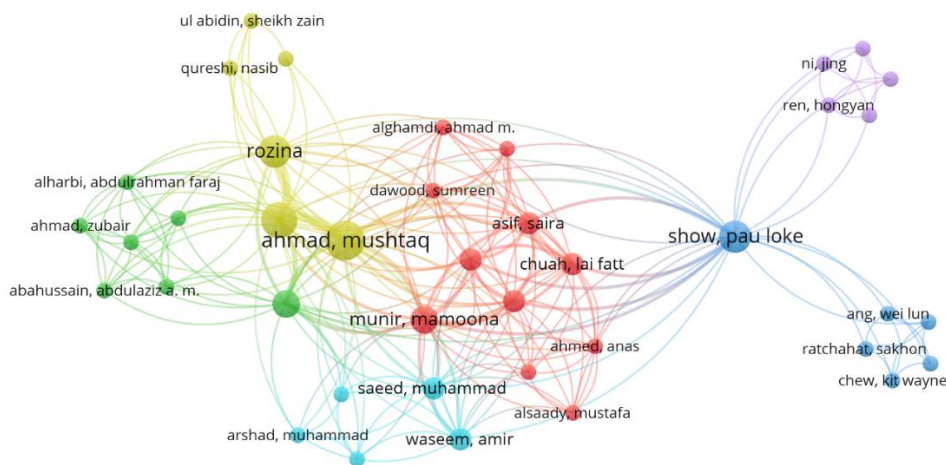 ul abidin, sheikh zain
qureshi, nasib
ni, jing
ren, hongyan
alghamdi, ahmad m.
rozina
alharbi, abdulrahman faraj
dawood, sumreen
ahmad, zubair
asif, saira
ahmad, mushtaq
show, pau loke
chuah, lai fatt
abahussain, abdulaziz a. m.
munir, mamoona
ang, wei lun
ahmed, anas
ratchahat, sakhon
saeed, muhammad
chew, kit wayne
alsaady, mustafa
arshad, muhammad
waseem, amir